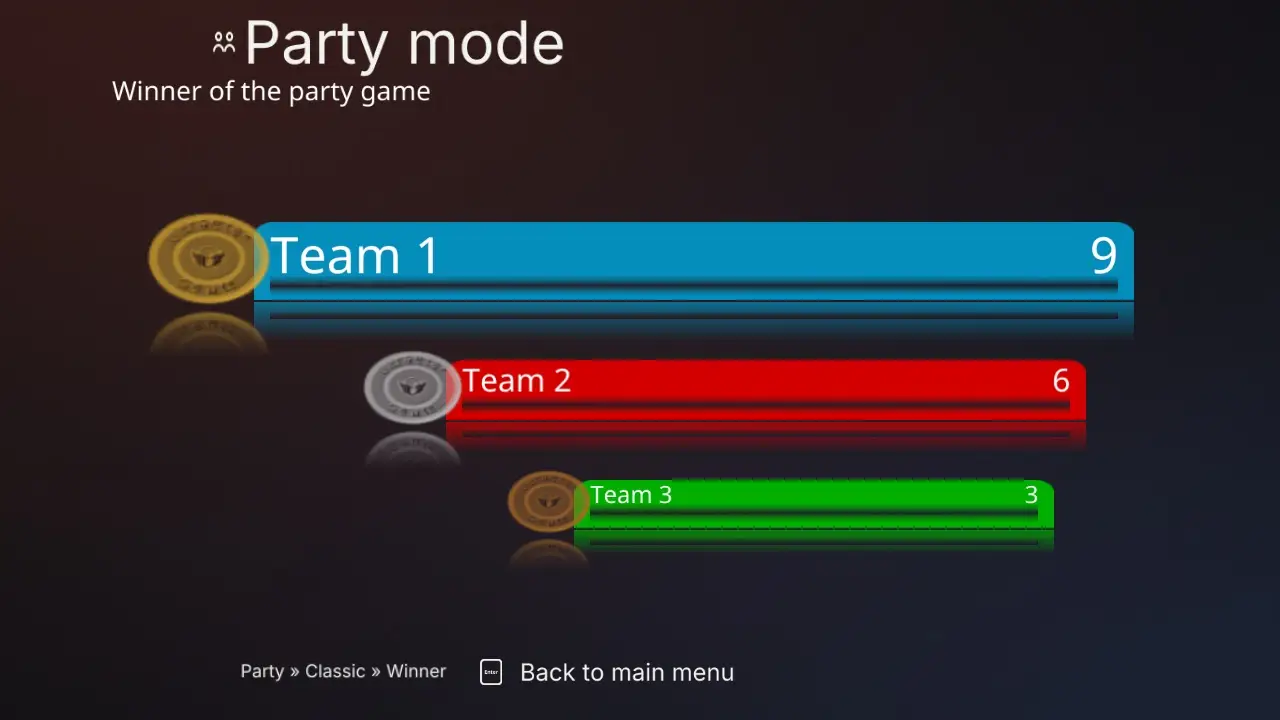 Party mode
Winner of the party game
Team 1 9
Team 2 6
Team 3 3
Party » Classic » Winner
Enter Back to main menu